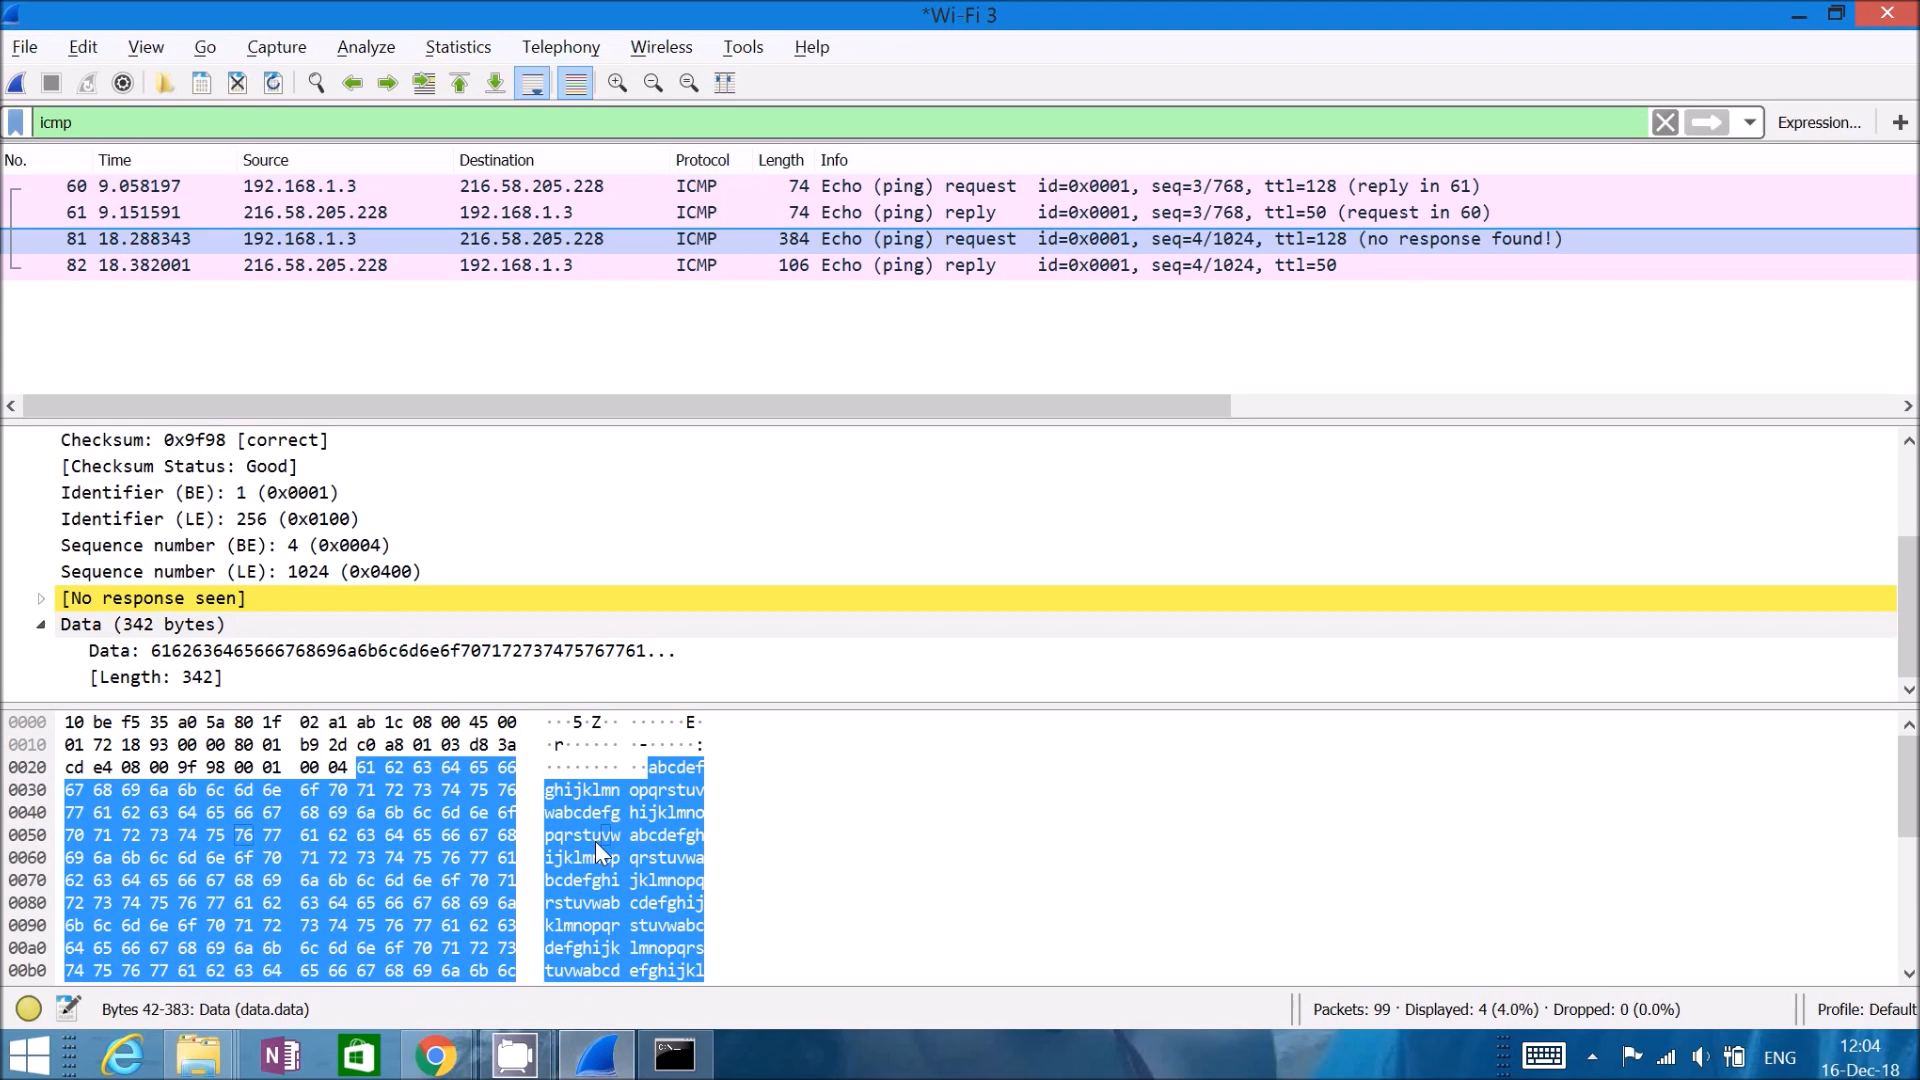 *Wi-Fi 3
File Edit View Go Capture Analyze Statistics Telephony Wireless Tools Help
icmp
Expression...
No. Time Source Destination Protocol Length Info
60 9.058197 192.168.1.3 216.58.205.228 ICMP 74 Echo (ping) request id=0x0001, seq=3/768, ttl=128 (reply in 61)
61 9.151591 216.58.205.228 192.168.1.3 ICMP 74 Echo (ping) reply id=0x0001, seq=3/768, ttl=50 (request in 60)
81 18.288343 192.168.1.3 216.58.205.228 ICMP 384 Echo (ping) request id=0x0001, seq=4/1024, ttl=128 (no response found!)
82 18.382001 216.58.205.228 192.168.1.3 ICMP 106 Echo (ping) reply id=0x0001, seq=4/1024, ttl=50
Checksum: 0x9f98 [correct]
[Checksum Status: Good]
Identifier (BE): 1 (0x0001)
Identifier (LE): 256 (0x0100)
Sequence number (BE): 4 (0x0004)
Sequence number (LE): 1024 (0x0400)
[No response seen]
Data (342 bytes)
Data: 6162636465666768696a6b6c6d6e6f707172737475767761...
[Length: 342]
0000 10 be f5 35 a0 5a 80 1f 02 a1 ab 1c 08 00 45 00 ···5·Z·· ······E·
0010 01 72 18 93 00 00 80 01 b9 2d c0 a8 01 03 d8 3a ·r······ ·-·····:
0020 cd e4 08 00 9f 98 00 01 00 04 61 62 63 64 65 66 ········ ··abcdef
0030 67 68 69 6a 6b 6c 6d 6e 6f 70 71 72 73 74 75 76 ghijklmn opqrstuv
0040 77 61 62 63 64 65 66 67 68 69 6a 6b 6c 6d 6e 6f wabcdefg hijklmno
0050 70 71 72 73 74 75 76 77 61 62 63 64 65 66 67 68 pqrstuvw abcdefgh
0060 69 6a 6b 6c 6d 6e 6f 70 71 72 73 74 75 76 77 61 ijklmnop qrstuvwa
0070 62 63 64 65 66 67 68 69 6a 6b 6c 6d 6e 6f 70 71 bcdefghi jklmnopq
0080 72 73 74 75 76 77 61 62 63 64 65 66 67 68 69 6a rstuvwab cdefghij
0090 6b 6c 6d 6e 6f 70 71 72 73 74 75 76 77 61 62 63 klmnopqr stuvwabc
00a0 64 65 66 67 68 69 6a 6b 6c 6d 6e 6f 70 71 72 73 defghijk lmnopqrs
00b0 74 75 76 77 61 62 63 64 65 66 67 68 69 6a 6b 6c tuvwabcd efghijkl
Bytes 42-383: Data (data.data)
Packets: 99 · Displayed: 4 (4.0%) · Dropped: 0 (0.0%)
Profile: Default
ENG
12:04
16-Dec-18